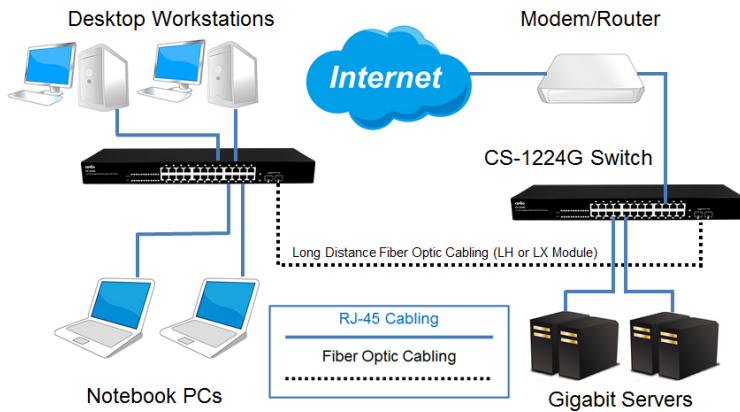 Desktop Workstations
Modem/Router
Internet
CS-1224G Switch
Long Distance Fiber Optic Cabling (LH or LX Module)
RJ-45 Cabling
Fiber Optic Cabling
Notebook PCs
Gigabit Servers